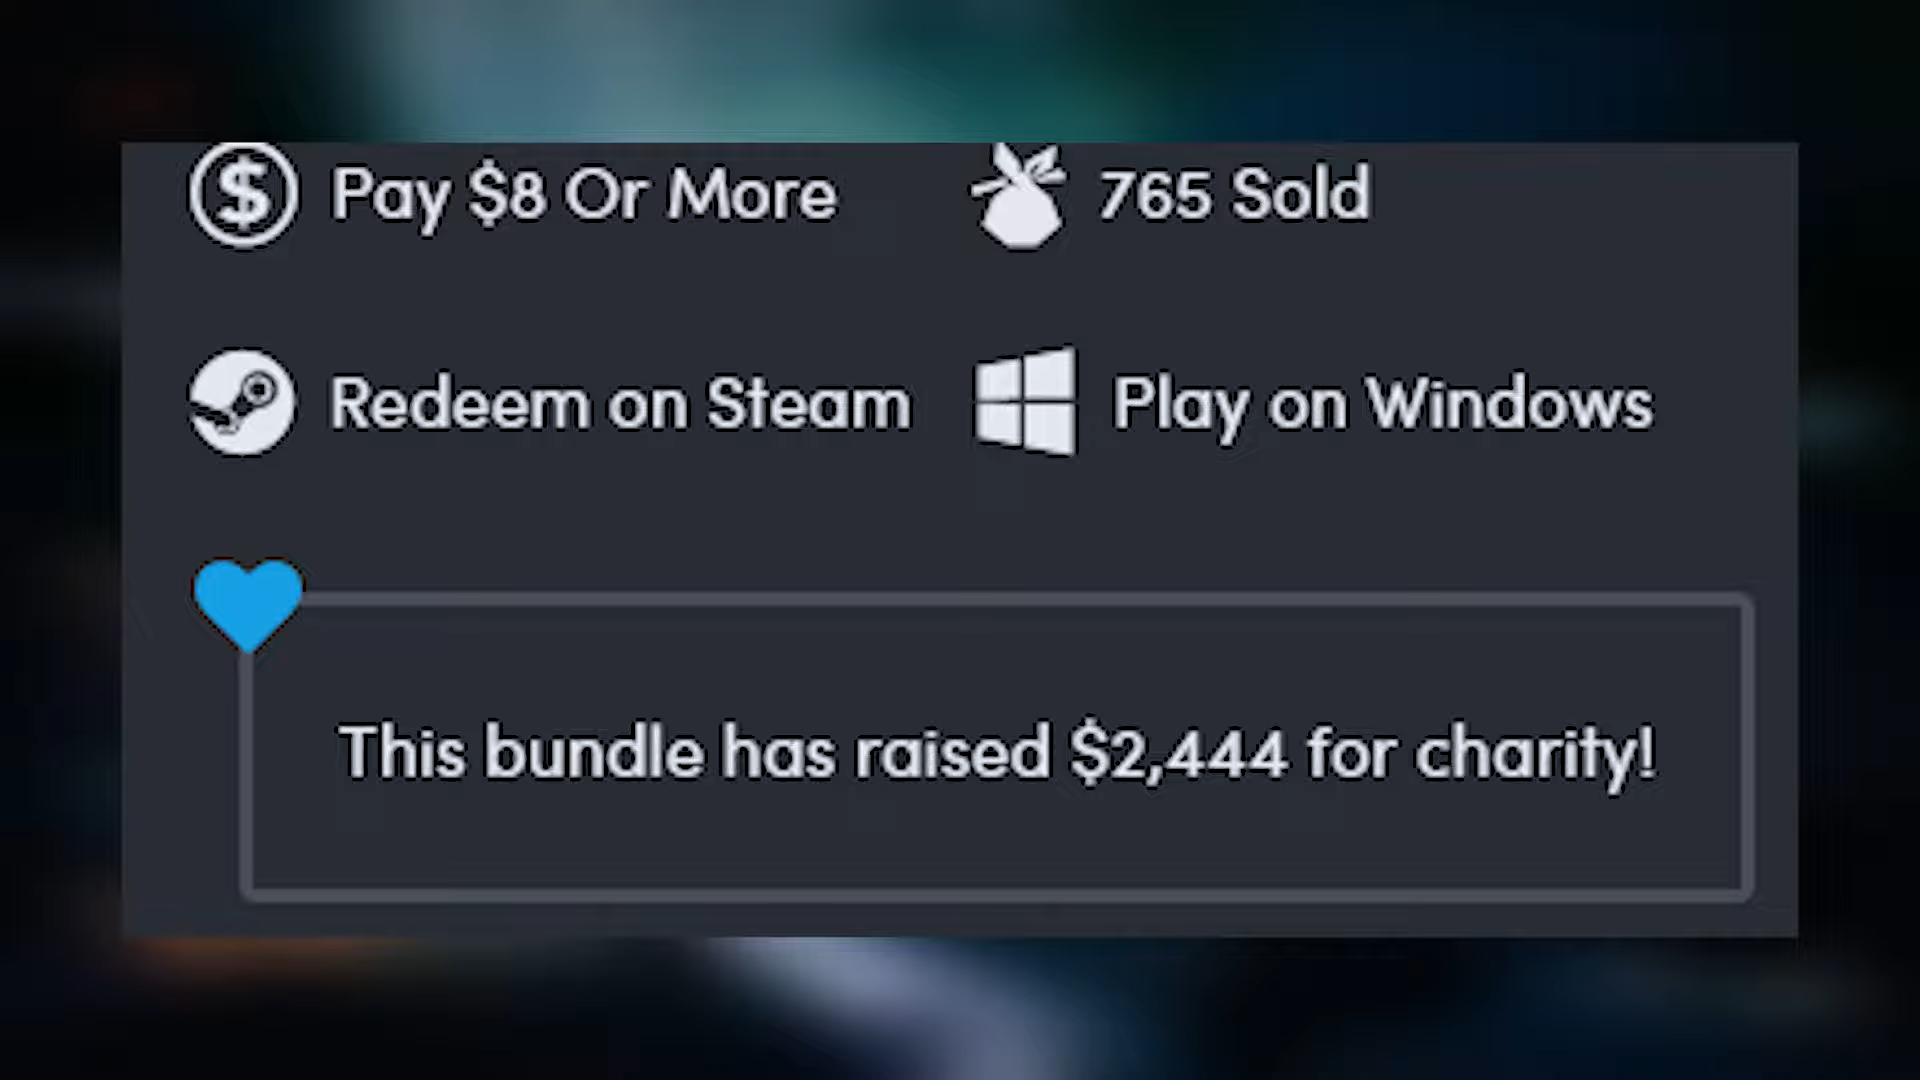 Pay $8 Or More
765 Sold
Redeem on Steam
Play on Windows
This bundle has raised $2,444 for charity!